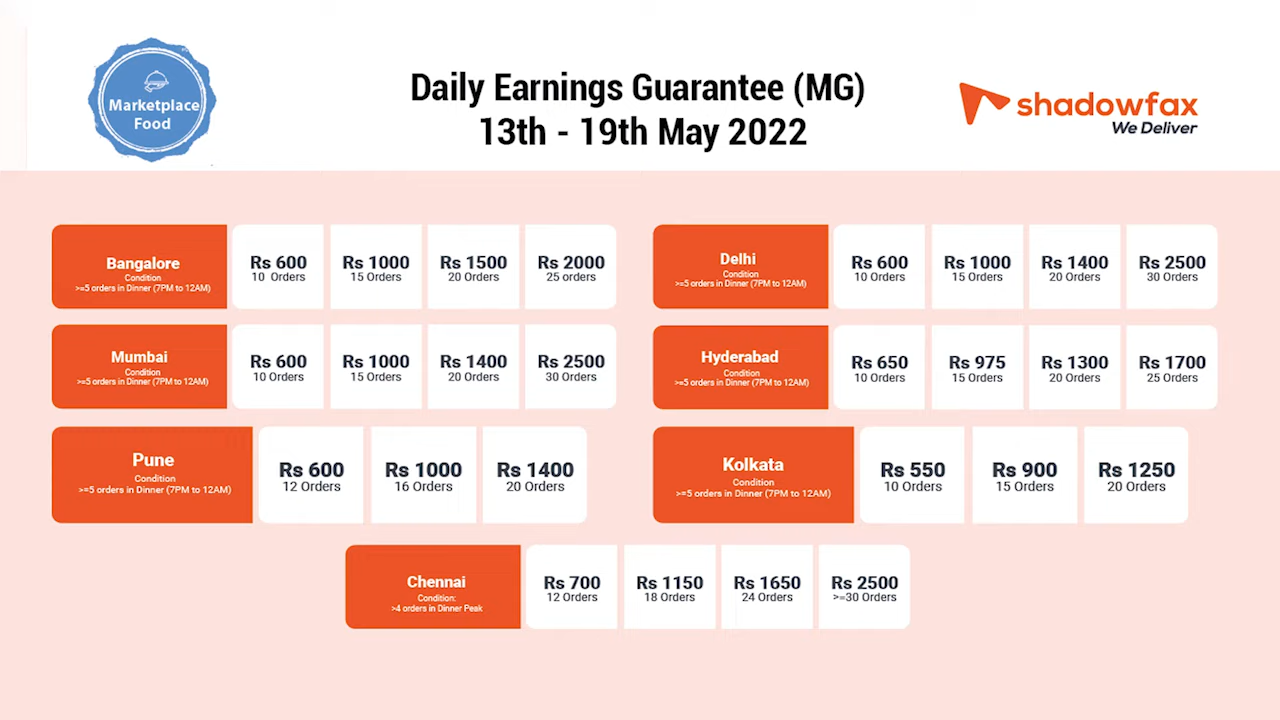 Marketplace
Food
Daily Earnings Guarantee (MG)
13th - 19th May 2022
shadowfax
We Deliver
Bangalore
Condition
>=5 orders in Dinner (7PM to 12AM)
Rs 600
10 Orders
Rs 1000
15 Orders
Rs 1500
20 Orders
Rs 2000
25 orders
Delhi
Condition
>=5 orders in Dinner (7PM to 12AM)
Rs 600
10 Orders
Rs 1000
15 Orders
Rs 1400
20 Orders
Rs 2500
30 Orders
Mumbai
Condition
>=5 orders in Dinner (7PM to 12AM)
Rs 600
10 Orders
Rs 1000
15 Orders
Rs 1400
20 Orders
Rs 2500
30 Orders
Hyderabad
Condition
>=5 orders in Dinner (7PM to 12AM)
Rs 650
10 Orders
Rs 975
15 Orders
Rs 1300
20 Orders
Rs 1700
25 Orders
Pune
Condition
>=5 orders in Dinner (7PM to 12AM)
Rs 600
12 Orders
Rs 1000
16 Orders
Rs 1400
20 Orders
Kolkata
Condition
>=5 orders in Dinner (7PM to 12AM)
Rs 550
10 Orders
Rs 900
15 Orders
Rs 1250
20 Orders
Chennai
Condition:
>4 orders in Dinner Peak
Rs 700
12 Orders
Rs 1150
18 Orders
Rs 1650
24 Orders
Rs 2500
>=30 Orders